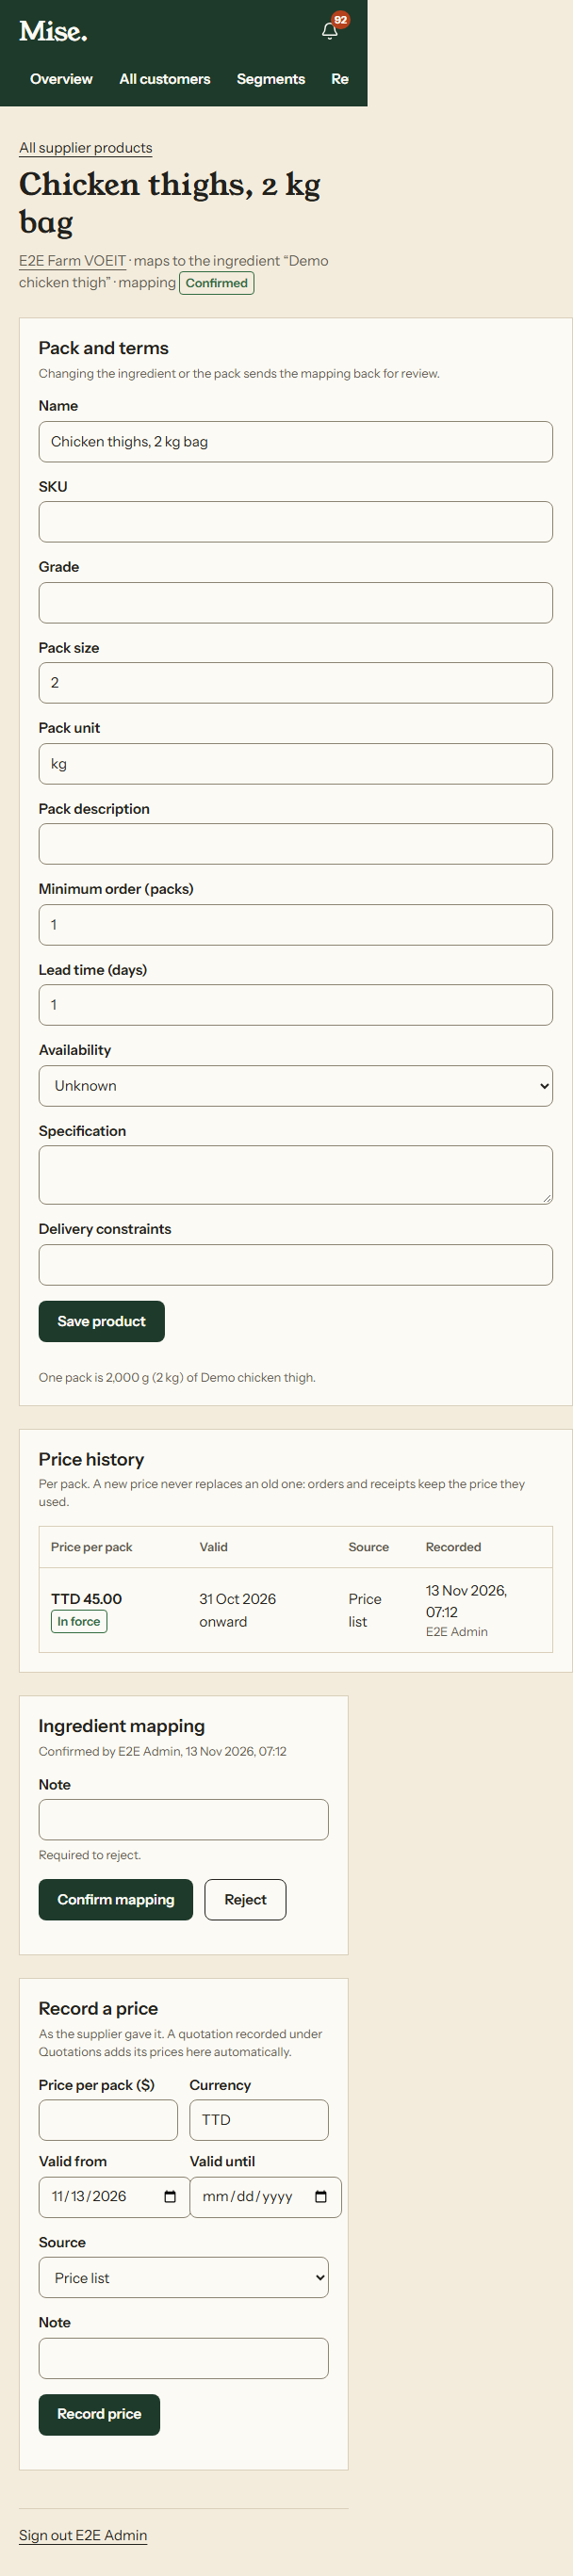 Mise.
92
Overview All customers Segments Re
All supplier products
Chicken thighs, 2 kg
bag
E2E Farm VOEIT · maps to the ingredient “Demo
chicken thigh” · mapping Confirmed
Pack and terms
Changing the ingredient or the pack sends the mapping back for review.
Name
Chicken thighs, 2 kg bag
SKU
Grade
Pack size
2
Pack unit
kg
Pack description
Minimum order (packs)
1
Lead time (days)
1
Availability
Unknown
Specification
Delivery constraints
Save product
One pack is 2,000 g (2 kg) of Demo chicken thigh.
Price history
Per pack. A new price never replaces an old one: orders and receipts keep the price they
used.
Price per pack Valid Source Recorded
TTD 45.00 31 Oct 2026 Price 13 Nov 2026,
In force onward list 07:12
E2E Admin
Ingredient mapping
Confirmed by E2E Admin, 13 Nov 2026, 07:12
Note
Required to reject.
Confirm mapping Reject
Record a price
As the supplier gave it. A quotation recorded under
Quotations adds its prices here automatically.
Price per pack ($) Currency
TTD
Valid from Valid until
11/13/2026 mm/dd/yyyy
Source
Price list
Note
Record price
Sign out E2E Admin